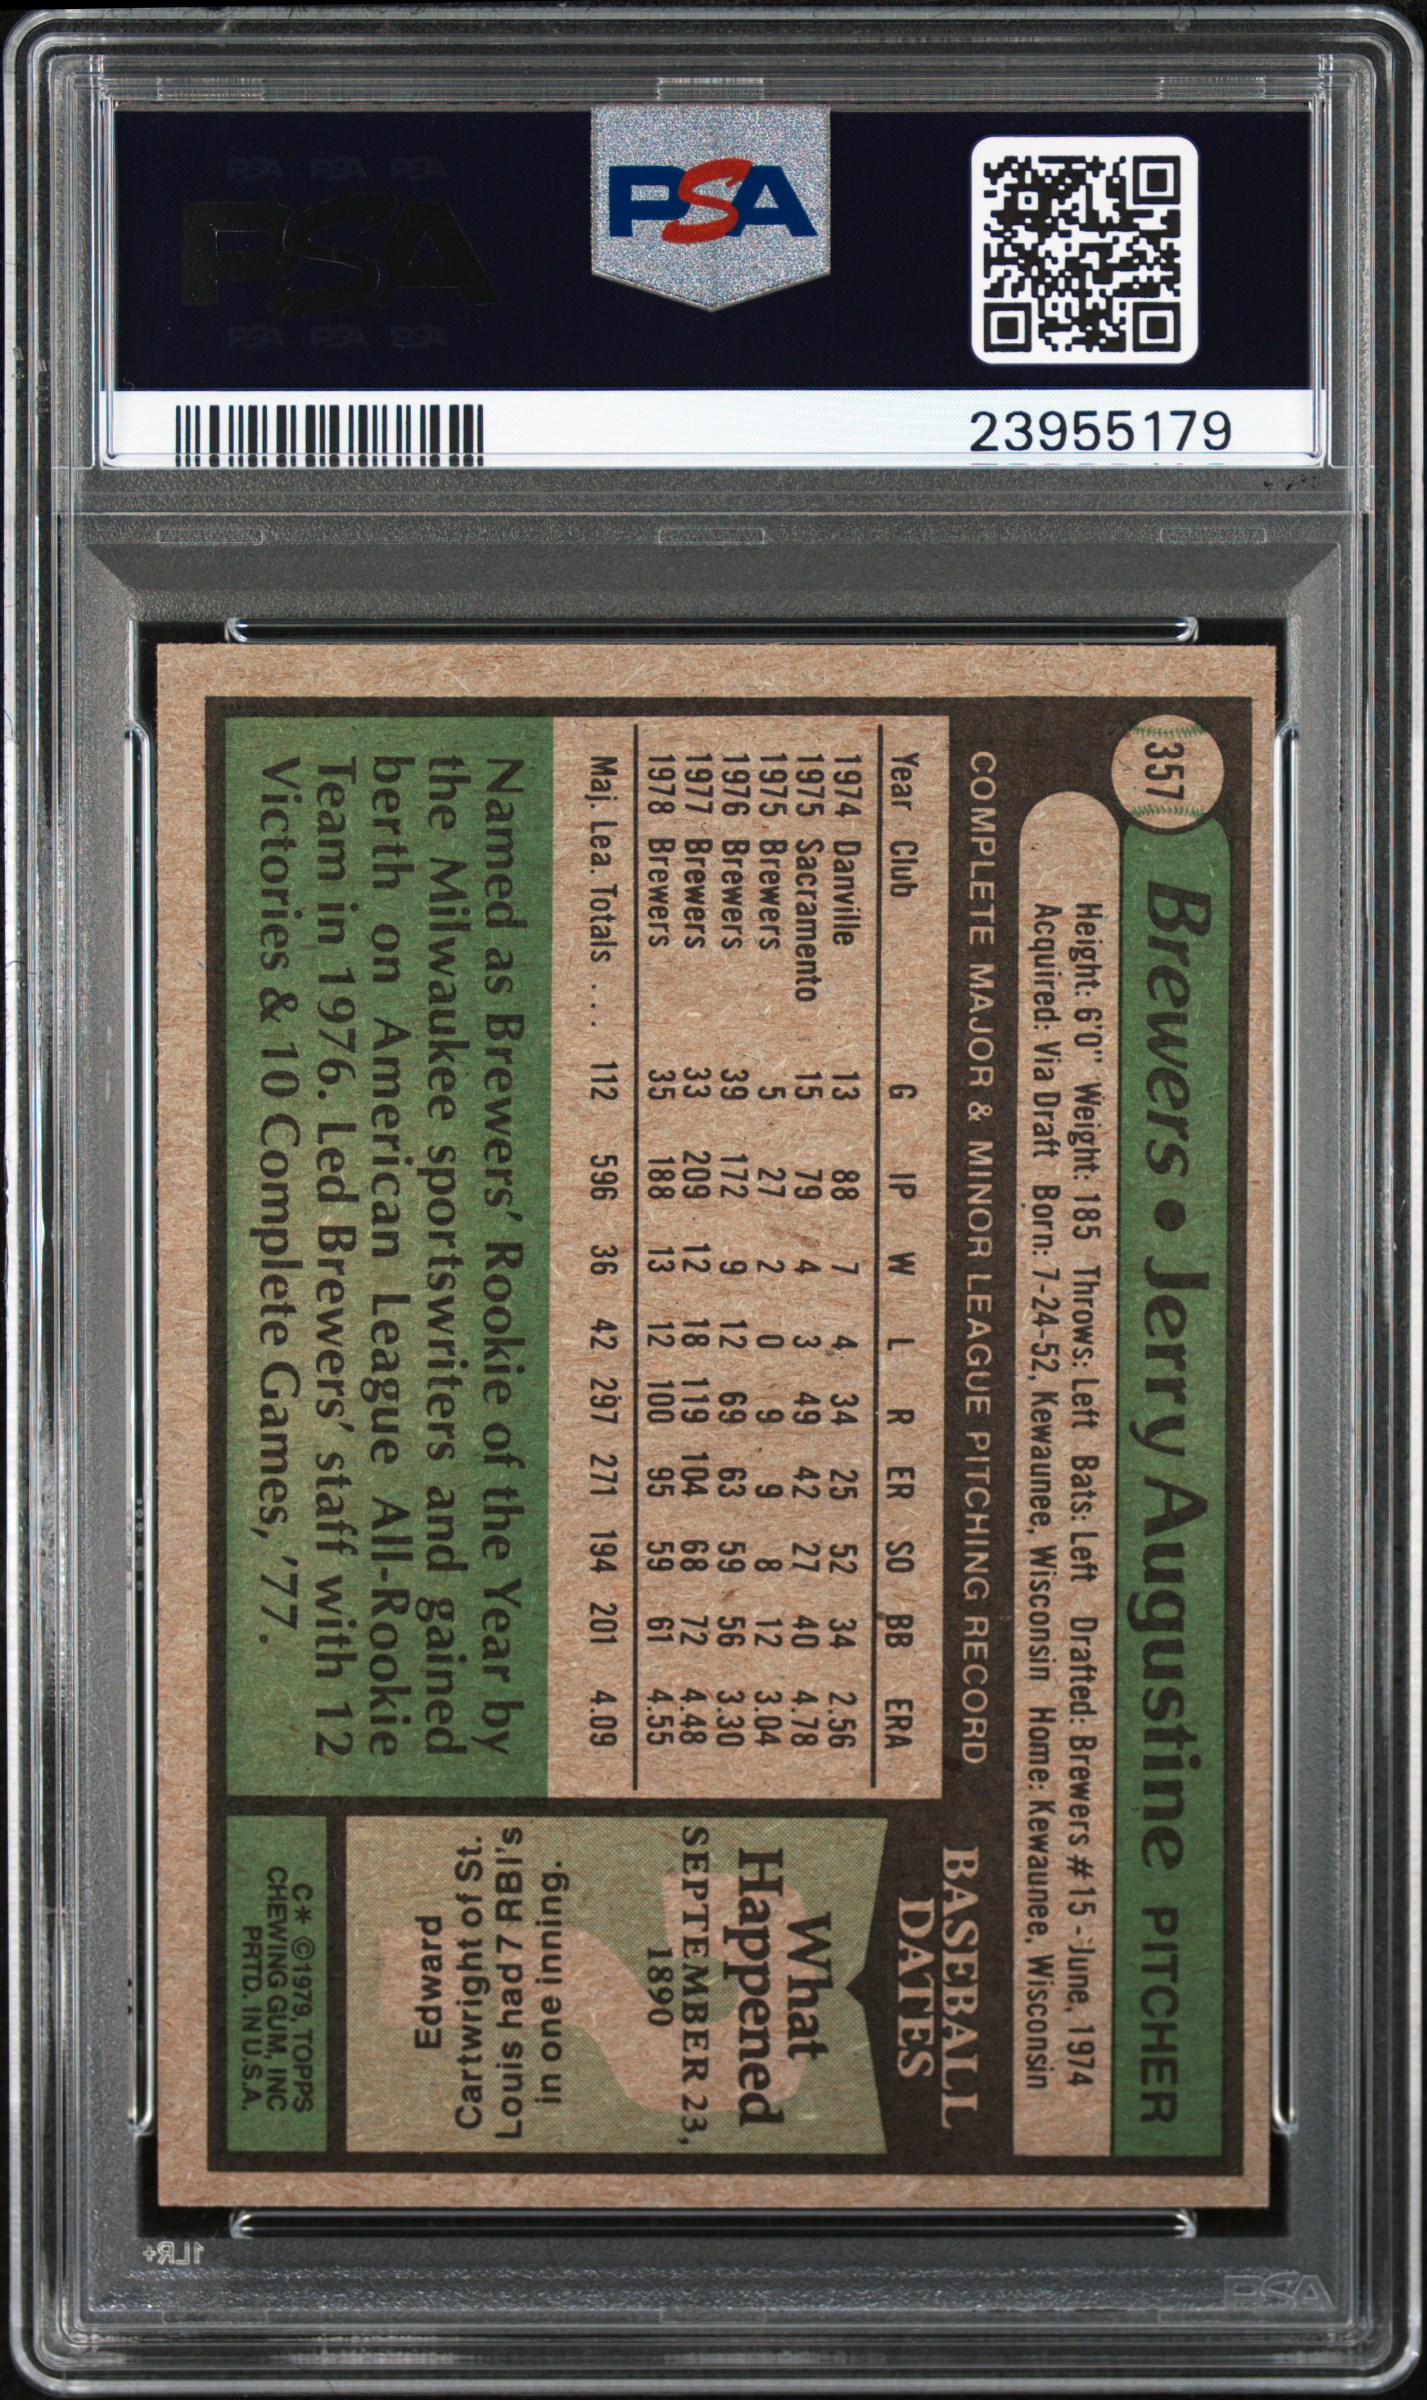 PSA PSA PSA
PSA
PSA PSA PSA
PSA
23955179
357
Brewers • Jerry Augustine PITCHER
Height: 6'0" Weight: 185 Throws: Left Bats: Left Drafted: Brewers #15-June, 1974
Acquired: Via Draft Born: 7-24-52, Kewaunee, Wisconsin Home: Kewaunee, Wisconsin
COMPLETE MAJOR & MINOR LEAGUE PITCHING RECORD
Year Club G IP W L R ER SO BB ERA
1974 Danville 13 88 7 4 34 25 52 34 2.56
1975 Sacramento 15 79 4 3 49 42 27 40 4.78
1975 Brewers 5 27 2 0 9 9 8 12 3.04
1976 Brewers 39 172 9 12 69 63 59 56 3.30
1977 Brewers 33 209 12 18 119 104 68 72 4.48
1978 Brewers 35 188 13 12 100 95 59 61 4.55
Maj. Lea. Totals . . . 112 596 36 42 297 271 194 201 4.09
Named as Brewers' Rookie of the Year by
the Milwaukee sportswriters and gained
berth on American League All-Rookie
Team in 1976. Led Brewers' staff with 12
Victories & 10 Complete Games, '77.
BASEBALL
DATES
What
Happened
SEPTEMBER 23,
1890
Edward
Cartwright of St.
Louis had 7 RBI's
in one inning.
C* ©1979, TOPPS
CHEWING GUM, INC
PRTD. IN U.S.A.
1LR+
PSA